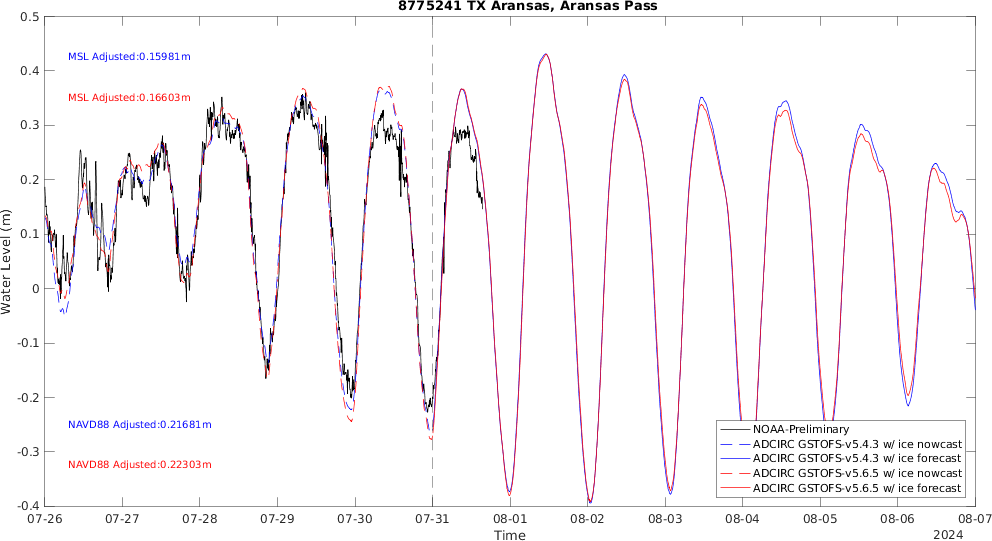 8775241 TX Aransas, Aransas Pass
0.5
0.4
0.3
0.2
0.1
0
-0.1
-0.2
-0.3
-0.4
Water Level (m)
MSL Adjusted:0.15981m
MSL Adjusted:0.16603m
NAVD88 Adjusted:0.21681m
NAVD88 Adjusted:0.22303m
NOAA-Preliminary
ADCIRC GSTOFS-v5.4.3 w/ ice nowcast
ADCIRC GSTOFS-v5.4.3 w/ ice forecast
ADCIRC GSTOFS-v5.6.5 w/ ice nowcast
ADCIRC GSTOFS-v5.6.5 w/ ice forecast
07-26 07-27 07-28 07-29 07-30 07-31 08-01 08-02 08-03 08-04 08-05 08-06 08-07
Time
2024